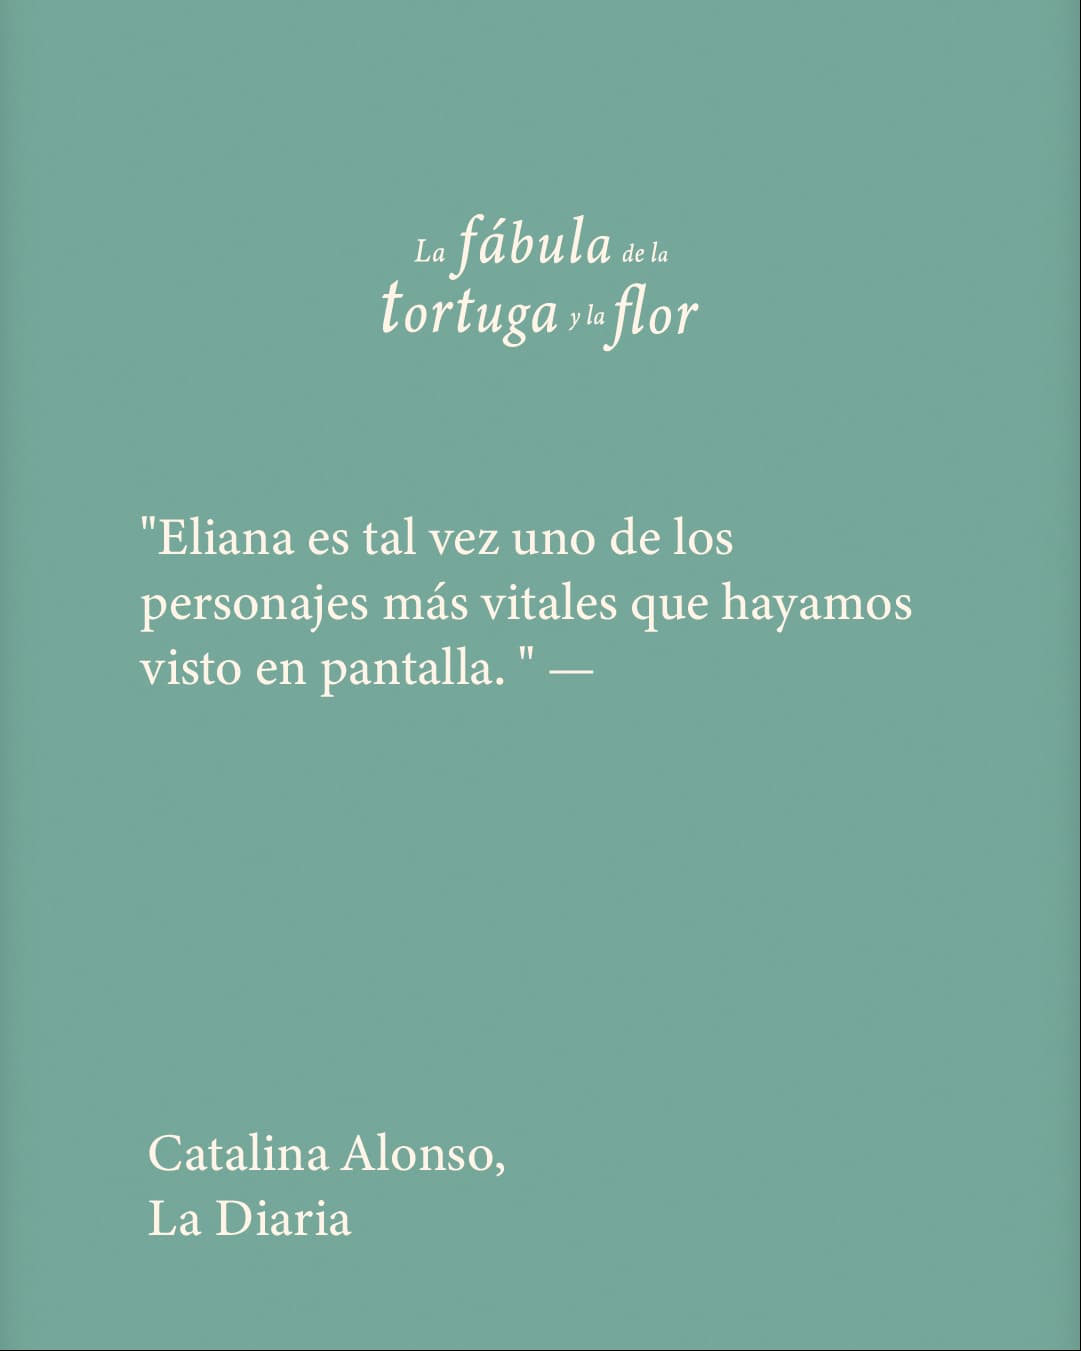 La fábula de la
tortuga y la flor
"Eliana es tal vez uno de los
personajes más vitales que hayamos
visto en pantalla. " —
Catalina Alonso,
La Diaria